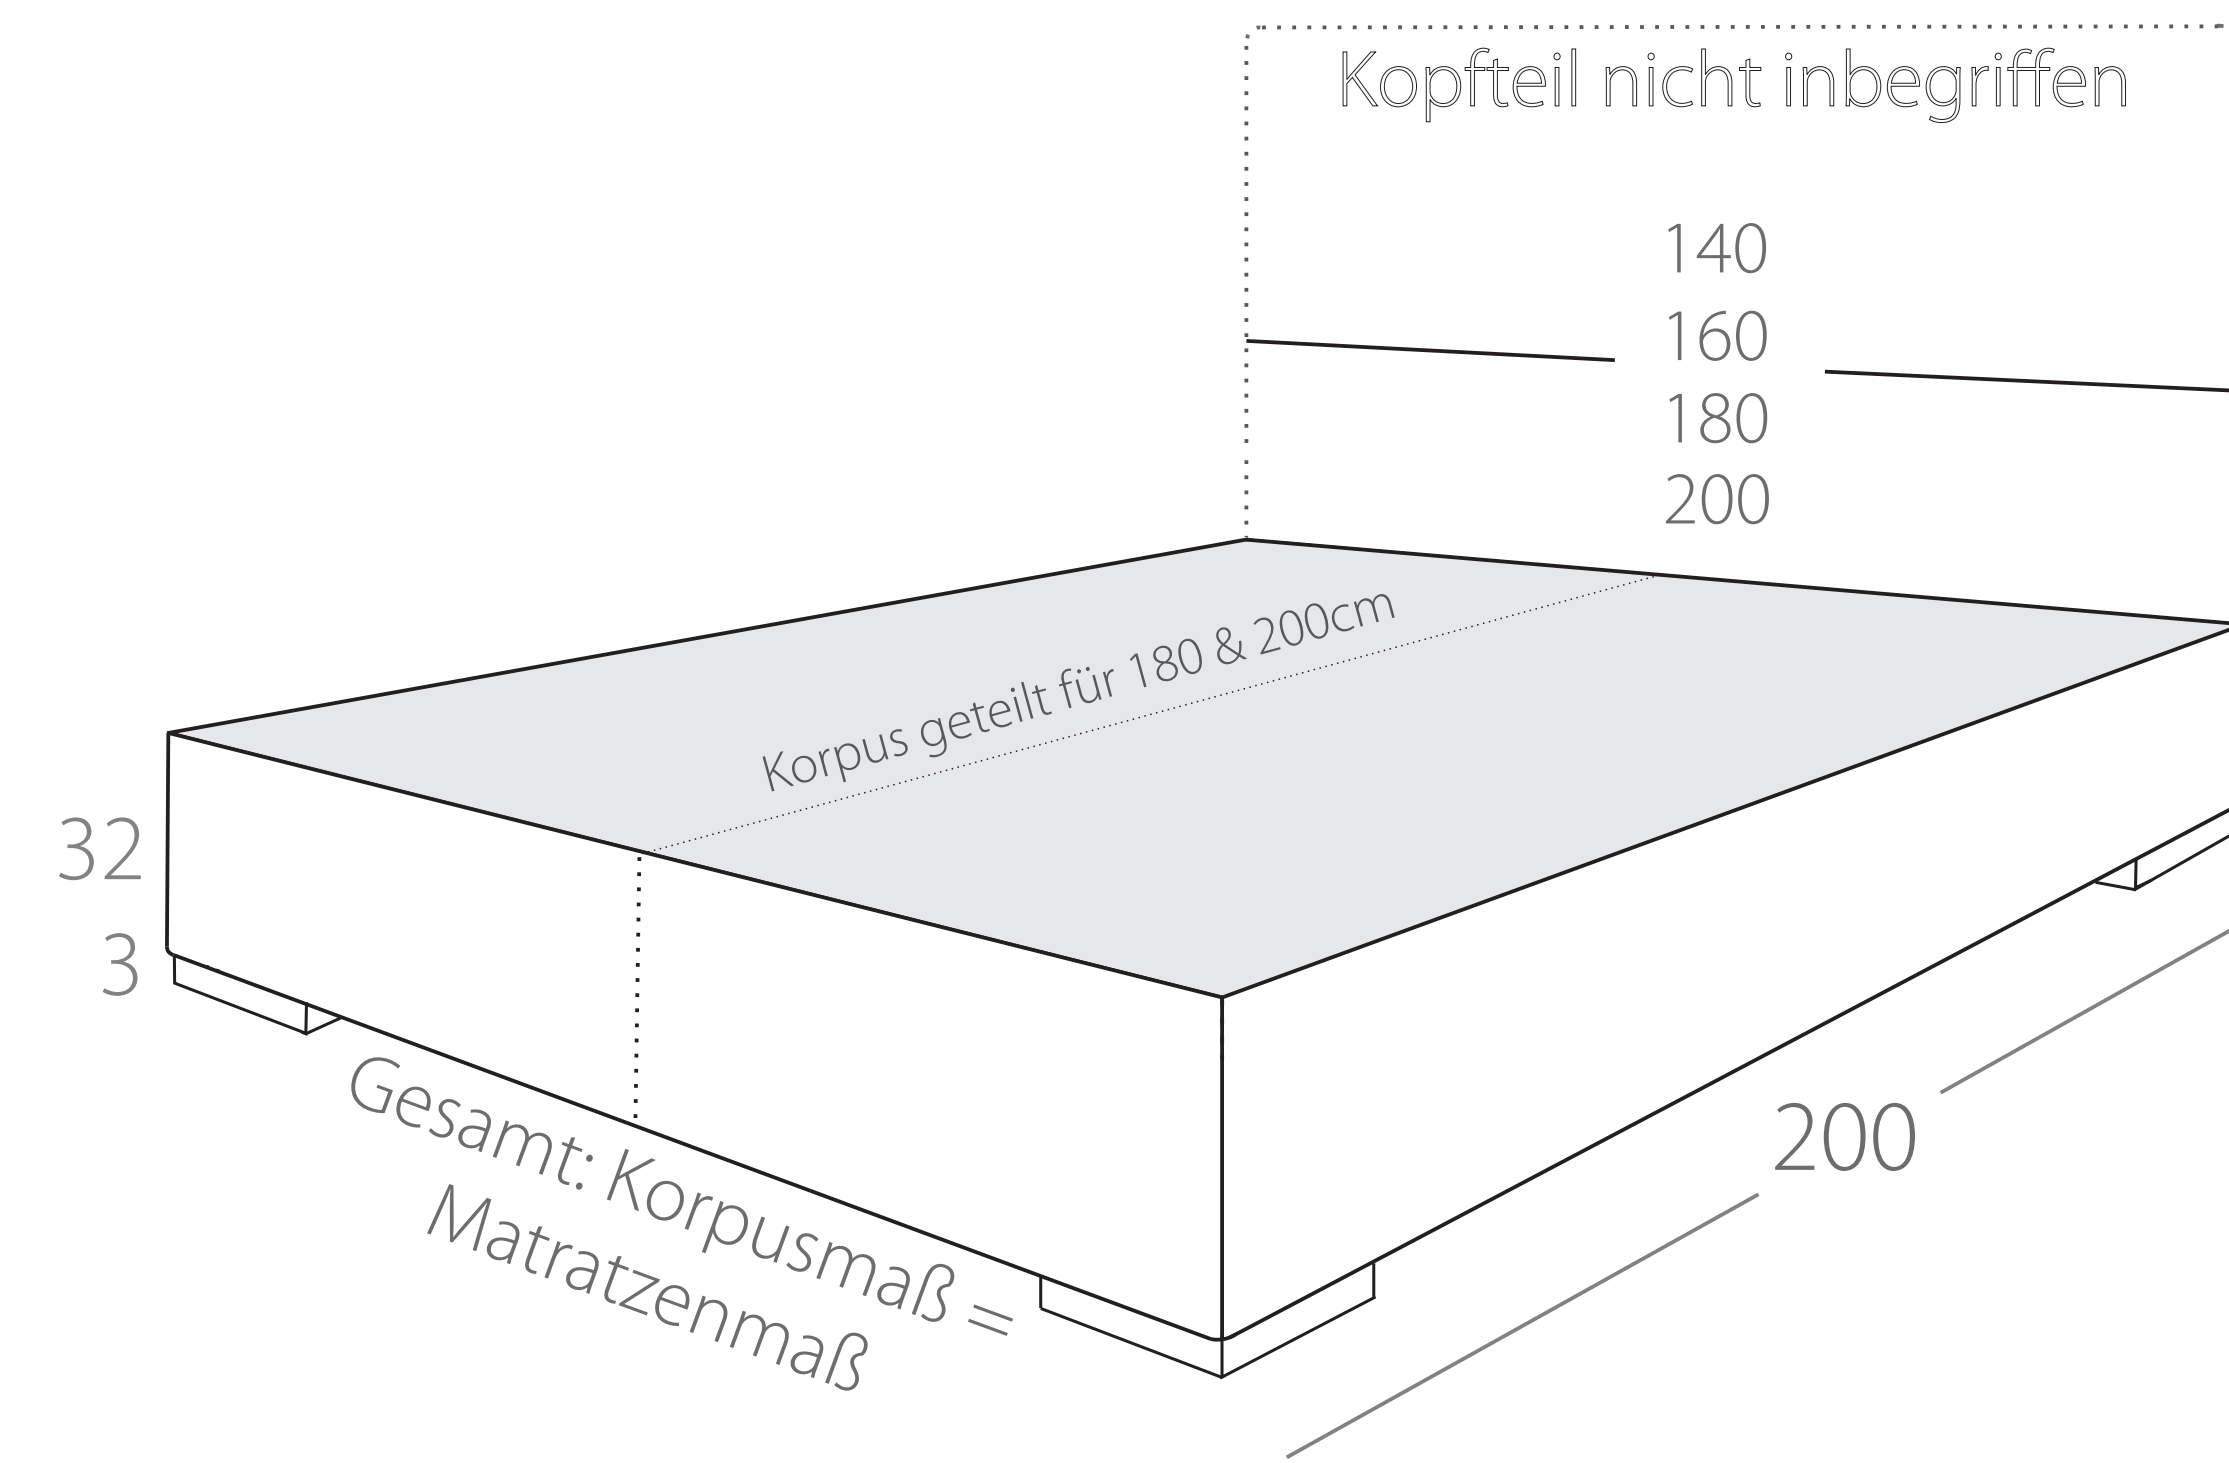 Kopfteil nicht inbegriffen
140
160
180
200
Korpus geteilt für 180 & 200cm
32
3
Gesamt: Korpusmaß =
Matratzenmaß
200